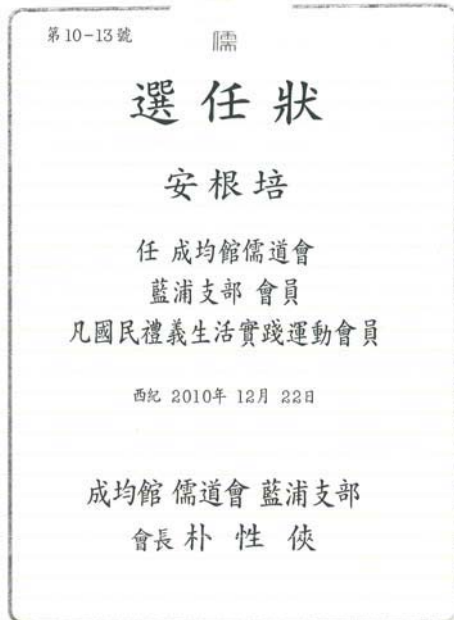 第10-13號
儒
選任狀
安根培
任 成均館儒道會
藍浦支部 會員
凡國民禮義生活實踐運動會員
西紀 2010年 12月 22日
成均館 儒道會 藍浦支部
會長 朴 性 俠